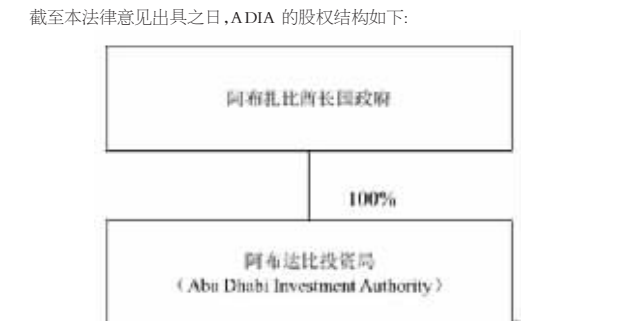 截至本法律意见出具之日,ADIA 的股权结构如下:
阿布扎比酋长国政府
100%
阿布达比投资局
(Abu Dhabi Investment Authority)